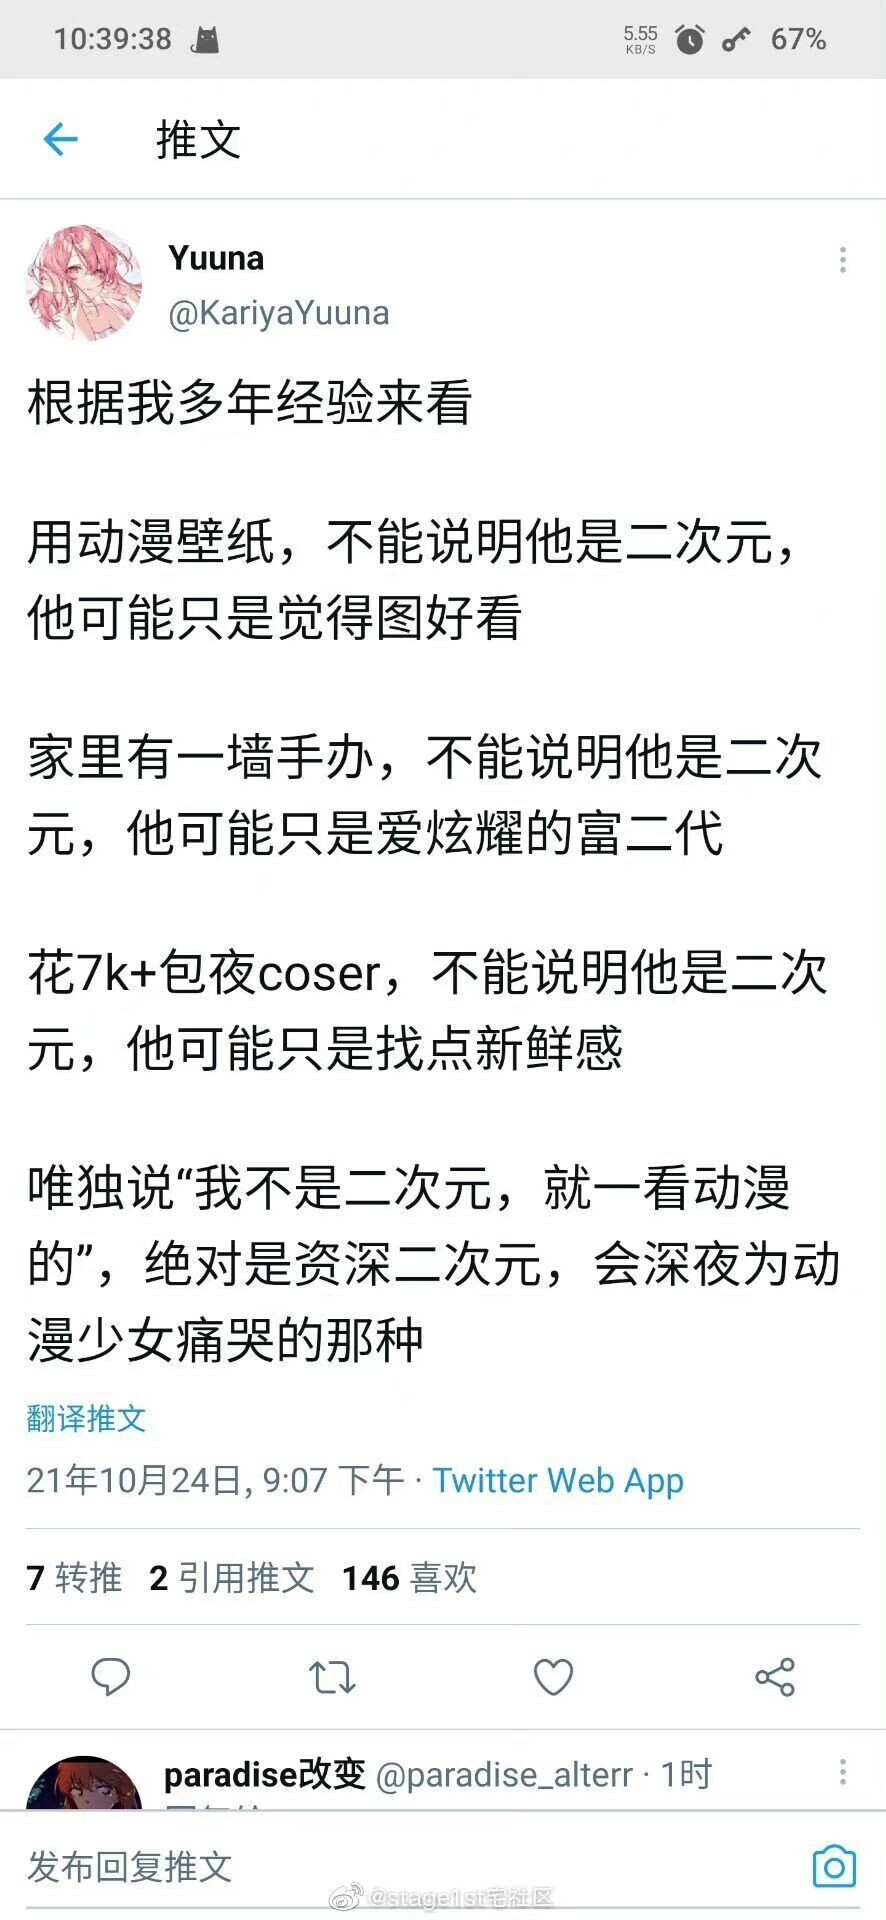 10:39:38
5.55
KB/S
67%
推文
Yuuna
@KariyaYuuna
根据我多年经验来看
用动漫壁纸，不能说明他是二次元，
他可能只是觉得图好看
家里有一墙手办，不能说明他是二次
元，他可能只是爱炫耀的富二代
花7k+包夜coser，不能说明他是二次
元，他可能只是找点新鲜感
唯独说“我不是二次元，就一看动漫
的”，绝对是资深二次元，会深夜为动
漫少女痛哭的那种
翻译推文
21年10月24日, 9:07 下午 · Twitter Web App
7 转推 2 引用推文 146 喜欢
paradise改变 @paradise_alterr · 1时
发布回复推文
@stage1st宅社区